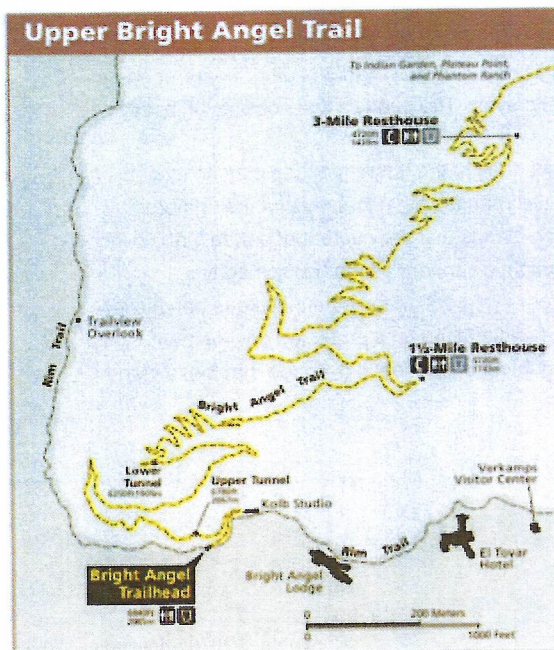 Upper Bright Angel Trail
To Indian Garden, Plateau Point,
and Phantom Ranch
3-Mile Resthouse
Trailview
Overlook
Rim Trail
1½-Mile Resthouse
Bright Angel Trail
Lower
Tunnel
Upper Tunnel
Kolb Studio
Verkamps
Visitor Center
Rim Trail
El Tovar
Hotel
Bright Angel
Trailhead
Bright Angel
Lodge
0 200 Meters
0 1000 Feet